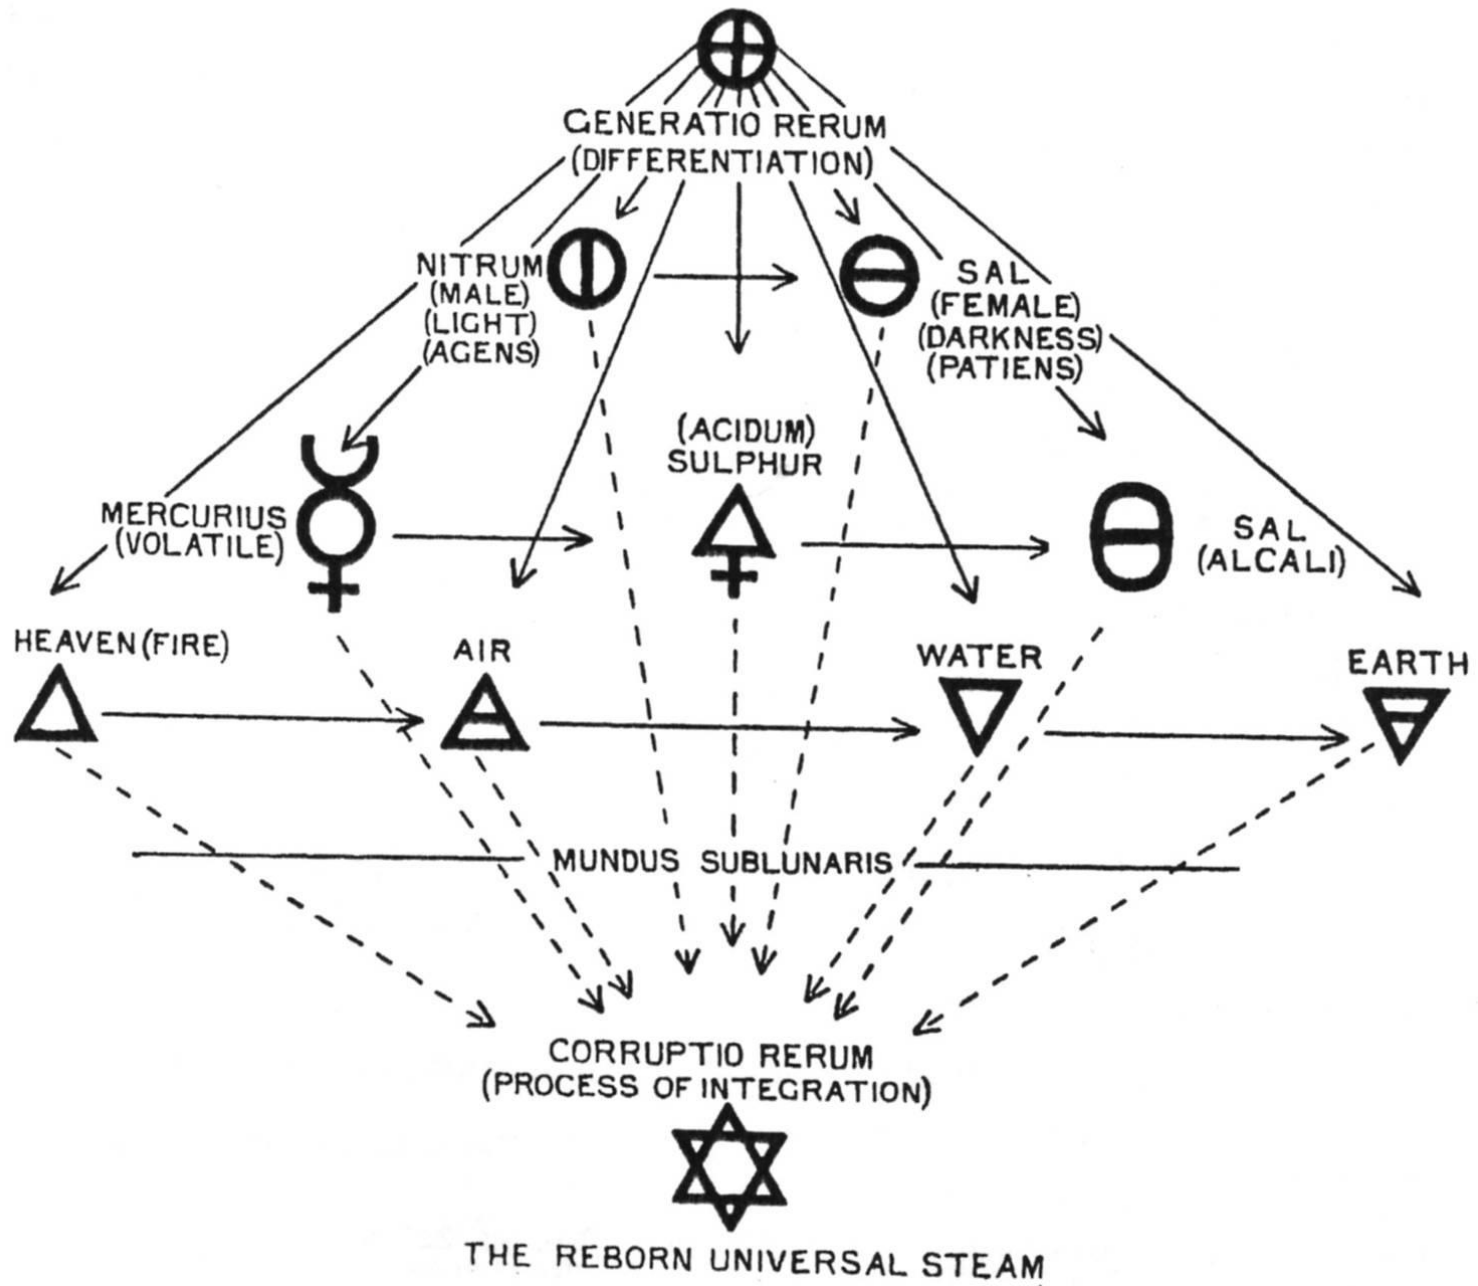 GENERATIO RERUM
(DIFFERENTIATION)
NITRUM
(MALE)
(LIGHT)
(AGENS)
SAL
(FEMALE)
(DARKNESS)
(PATIENS)
(ACIDUM)
SULPHUR
MERCURIUS
(VOLATILE)
SAL
(ALCALI)
HEAVEN (FIRE)
AIR
WATER
EARTH
MUNDUS SUBLUNARIS
CORRUPTIO RERUM
(PROCESS OF INTEGRATION)
THE REBORN UNIVERSAL STEAM